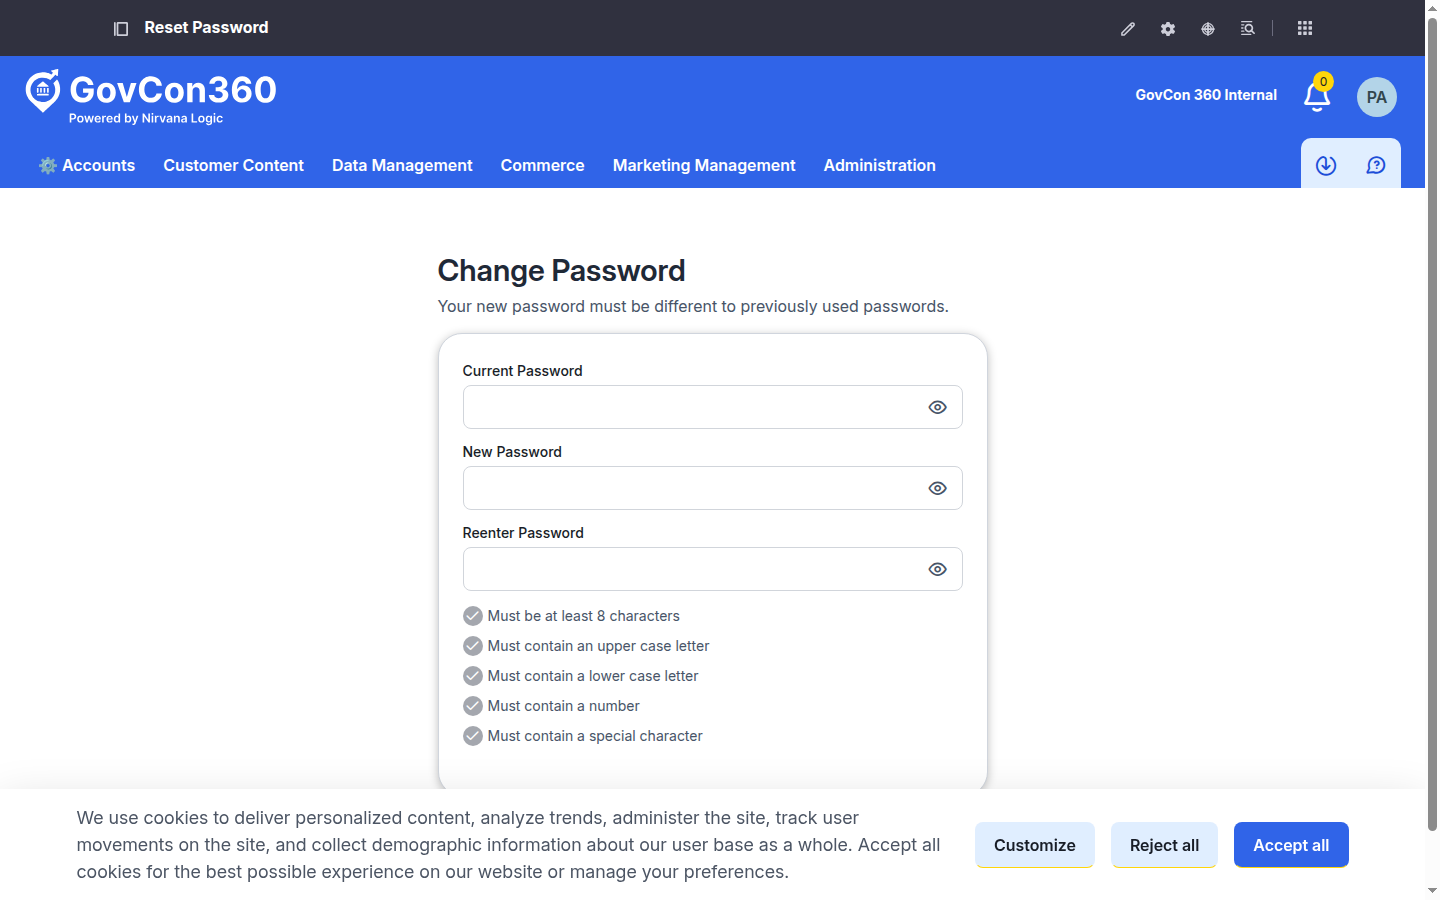 Reset Password
GovCon360
Powered by Nirvana Logic
GovCon 360 Internal
0
PA
Accounts
Customer Content
Data Management
Commerce
Marketing Management
Administration
Change Password
Your new password must be different to previously used passwords.
Current Password
New Password
Reenter Password
Must be at least 8 characters
Must contain an upper case letter
Must contain a lower case letter
Must contain a number
Must contain a special character
We use cookies to deliver personalized content, analyze trends, administer the site, track user
movements on the site, and collect demographic information about our user base as a whole. Accept all
cookies for the best possible experience on our website or manage your preferences.
Customize
Reject all
Accept all